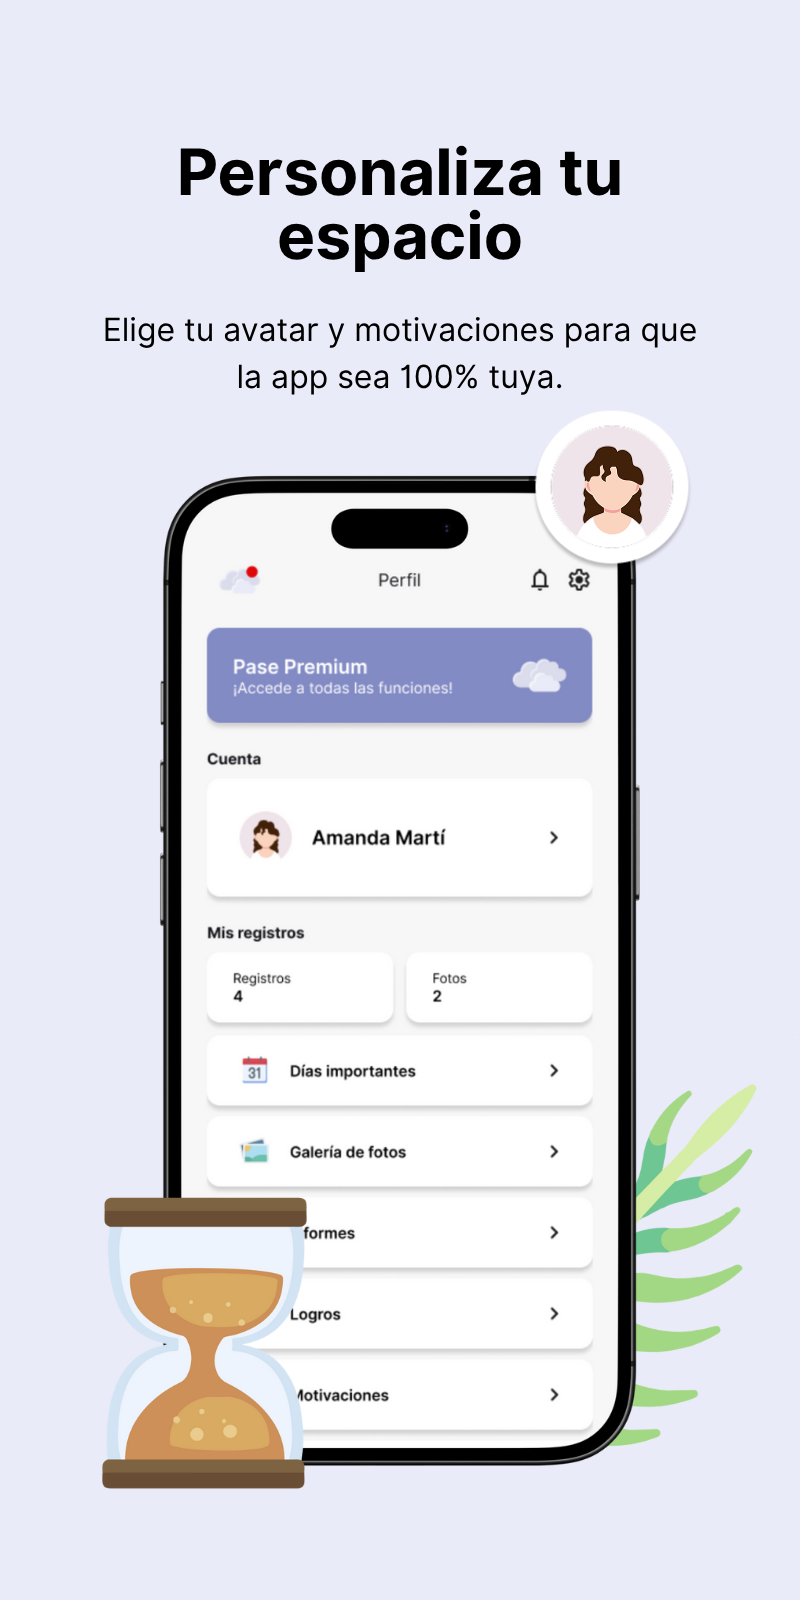 Personaliza tu
espacio
Elige tu avatar y motivaciones para que
la app sea 100% tuya.
Perfil
Pase Premium
¡Accede a todas las funciones!
Cuenta
Amanda Martí
Mis registros
Registros
4
Fotos
2
31
Días importantes
Galería de fotos
formes
Logros
Motivaciones